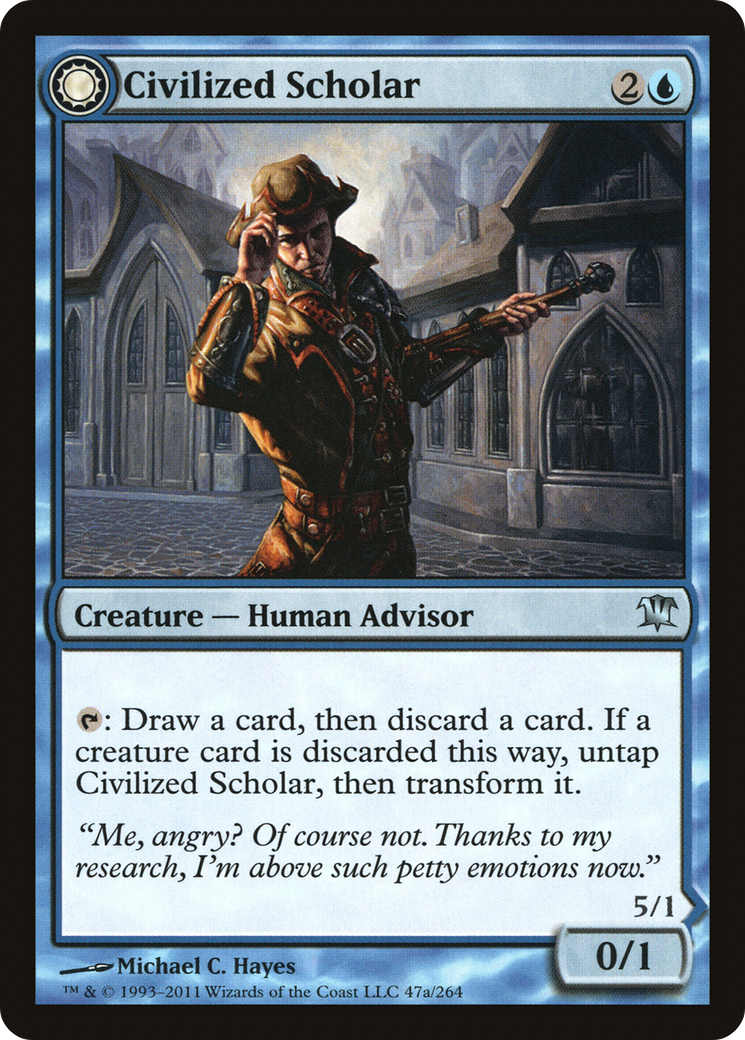 Civilized Scholar 2
Creature — Human Advisor
: Draw a card, then discard a card. If a
creature card is discarded this way, untap
Civilized Scholar, then transform it.
“Me, angry? Of course not. Thanks to my
research, I’m above such petty emotions now.”
5/1
0/1
Michael C. Hayes
™ & © 1993–2011 Wizards of the Coast LLC 47a/264